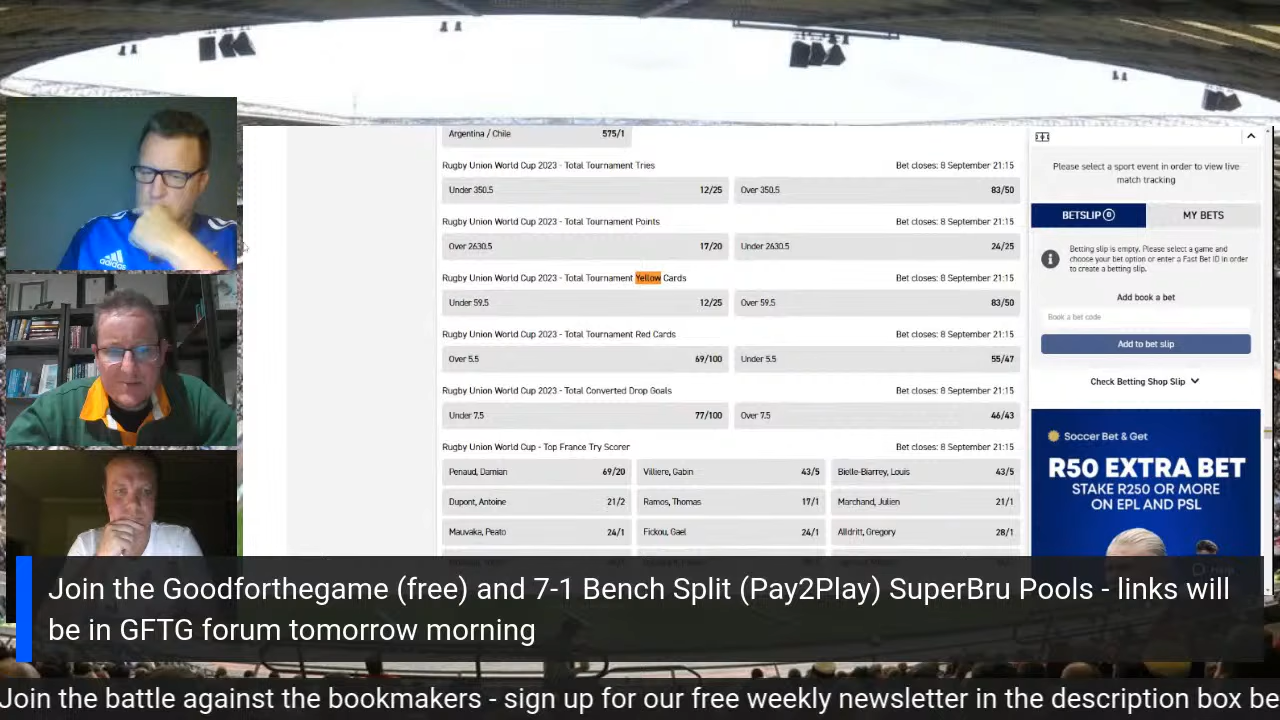 Argentina / Chile 575/1
Rugby Union World Cup 2023 - Total Tournament Tries Bet closes: 8 September 21:15
Under 350.5 12/25 Over 350.5 83/50
Rugby Union World Cup 2023 - Total Tournament Points Bet closes: 8 September 21:15
Over 2630.5 17/20 Under 2630.5 24/25
Rugby Union World Cup 2023 - Total Tournament Yellow Cards Bet closes: 8 September 21:15
Under 59.5 12/25 Over 59.5 83/50
Rugby Union World Cup 2023 - Total Tournament Red Cards Bet closes: 8 September 21:15
Over 5.5 69/100 Under 5.5 55/47
Rugby Union World Cup 2023 - Total Converted Drop Goals Bet closes: 8 September 21:15
Under 7.5 77/100 Over 7.5 46/43
Rugby Union World Cup - Top France Try Scorer Bet closes: 8 September 21:15
Penaud, Damian 69/20 Villiere, Gabin 43/5 Bielle-Biarrey, Louis 43/5
Dupont, Antoine 21/2 Ramos, Thomas 17/1 Marchand, Julien 21/1
Mauvaka, Peato 24/1 Fickou, Gael 24/1 Alldritt, Gregory 28/1
Please select a sport event in order to view live
match tracking
BETSLIP 0 MY BETS
Betting slip is empty. Please select a game and
choose your bet option or enter a Fast Bet ID in order
to create a betting slip.
Add book a bet
Book a bet code
Add to bet slip
Check Betting Shop Slip
Soccer Bet & Get
R50 EXTRA BET
STAKE R250 OR MORE
ON EPL AND PSL
adidas
Join the Goodforthegame (free) and 7-1 Bench Split (Pay2Play) SuperBru Pools - links will
be in GFTG forum tomorrow morning
Join the battle against the bookmakers - sign up for our free weekly newsletter in the description box be